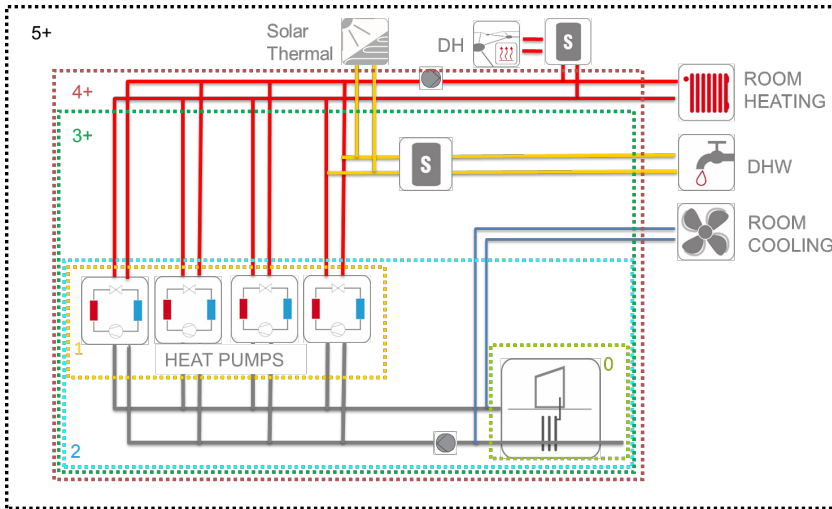 5+
Solar
Thermal
DH
S
4+
ROOM
HEATING
3+
S
DHW
ROOM
COOLING
1
HEAT PUMPS
0
2